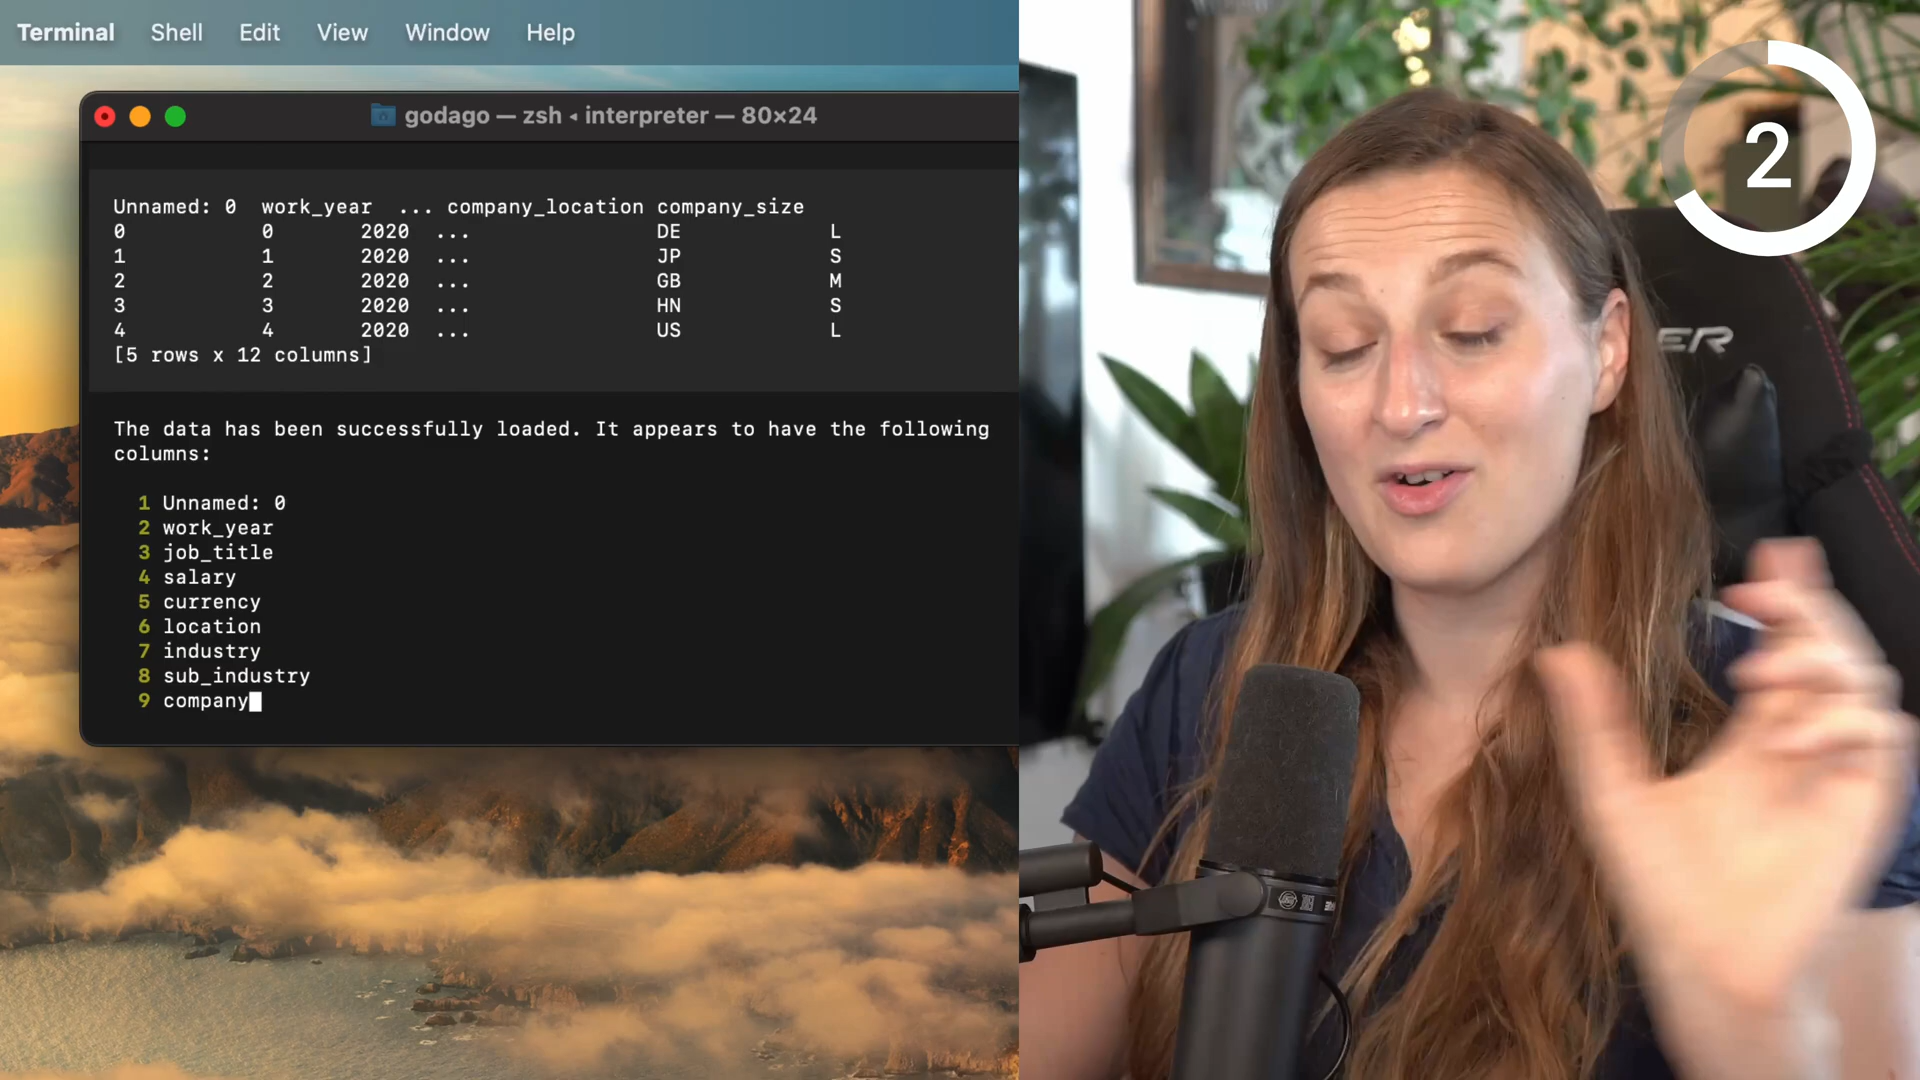 Terminal Shell Edit View Window Help
godago — zsh ◂ interpreter — 80×24
Unnamed: 0 work_year ... company_location company_size
0 0 2020 ... DE L
1 1 2020 ... JP S
2 2 2020 ... GB M
3 3 2020 ... HN S
4 4 2020 ... US L
[5 rows x 12 columns]
The data has been successfully loaded. It appears to have the following
columns:
1 Unnamed: 0
2 work_year
3 job_title
4 salary
5 currency
6 location
7 industry
8 sub_industry
9 company
2
ER